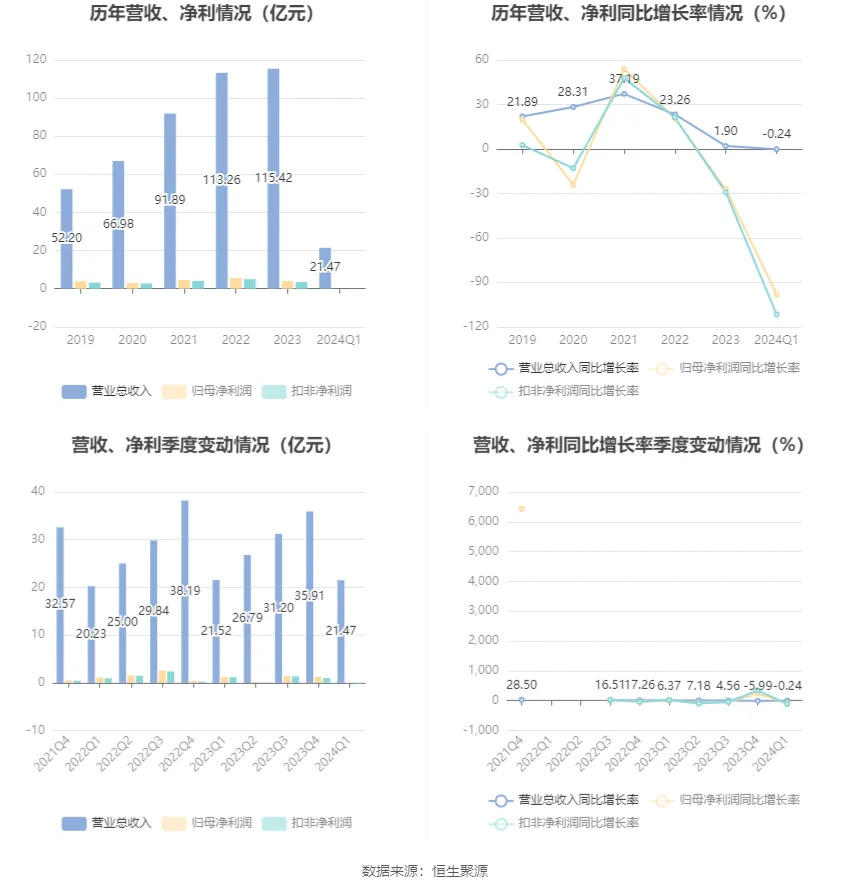 历年营收、净利情况（亿元）
120
100
80
60
40
20
0
-20
52.20
66.98
91.89
113.26
115.42
21.47
2019
2020
2021
2022
2023
2024Q1
营业总收入 归母净利润 扣非净利润
历年营收、净利同比增长率情况（%）
60
30
0
-30
-60
-90
-120
21.89
28.31
37.19
23.26
1.90
-0.24
2019
2020
2021
2022
2023
2024Q1
营业总收入同比增长率 归母净利润同比增长率
扣非净利润同比增长率
营收、净利季度变动情况（亿元）
40
30
20
10
0
-10
32.57
20.23
25.00
29.84
38.19
21.52
26.79
31.20
35.91
21.47
2021Q4
2022Q1
2022Q2
2022Q3
2022Q4
2023Q1
2023Q2
2023Q3
2023Q4
2024Q1
营业总收入 归母净利润 扣非净利润
营收、净利同比增长率季度变动情况（%）
7,000
6,000
5,000
4,000
3,000
2,000
1,000
0
-1,000
28.50
16.51
17.26
6.37
7.18
4.56
-5.99
-0.24
2021Q4
2022Q1
2022Q2
2022Q3
2022Q4
2023Q1
2023Q2
2023Q3
2023Q4
2024Q1
营业总收入同比增长率 归母净利润同比增长率
扣非净利润同比增长率
数据来源：恒生聚源